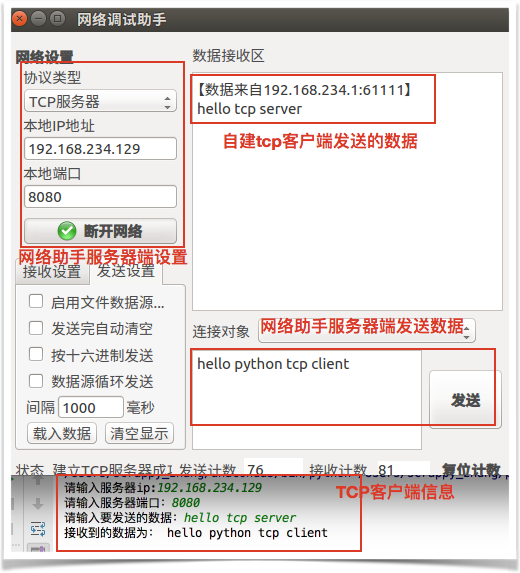 网络调试助手
网络设置
协议类型
TCP服务器
本地IP地址
192.168.234.129
本地端口
8080
断开网络
网络助手服务器端设置
接收设置 发送设置
启用文件数据源...
发送完自动清空
按十六进制发送
数据源循环发送
间隔 1000 毫秒
载入数据 清空显示
数据接收区
【数据来自192.168.234.1:61111】
hello tcp server
自建tcp客户端发送的数据
连接对象
网络助手服务器端发送数据
hello python tcp client
发送
状态 建立TCP服务器成 发送计数 76 接收计数 81 复位计数
请输入服务器ip:192.168.234.129
请输入服务器端口：8080
请输入要发送的数据：hello tcp server
接收到的数据为： hello python tcp client
TCP客户端信息